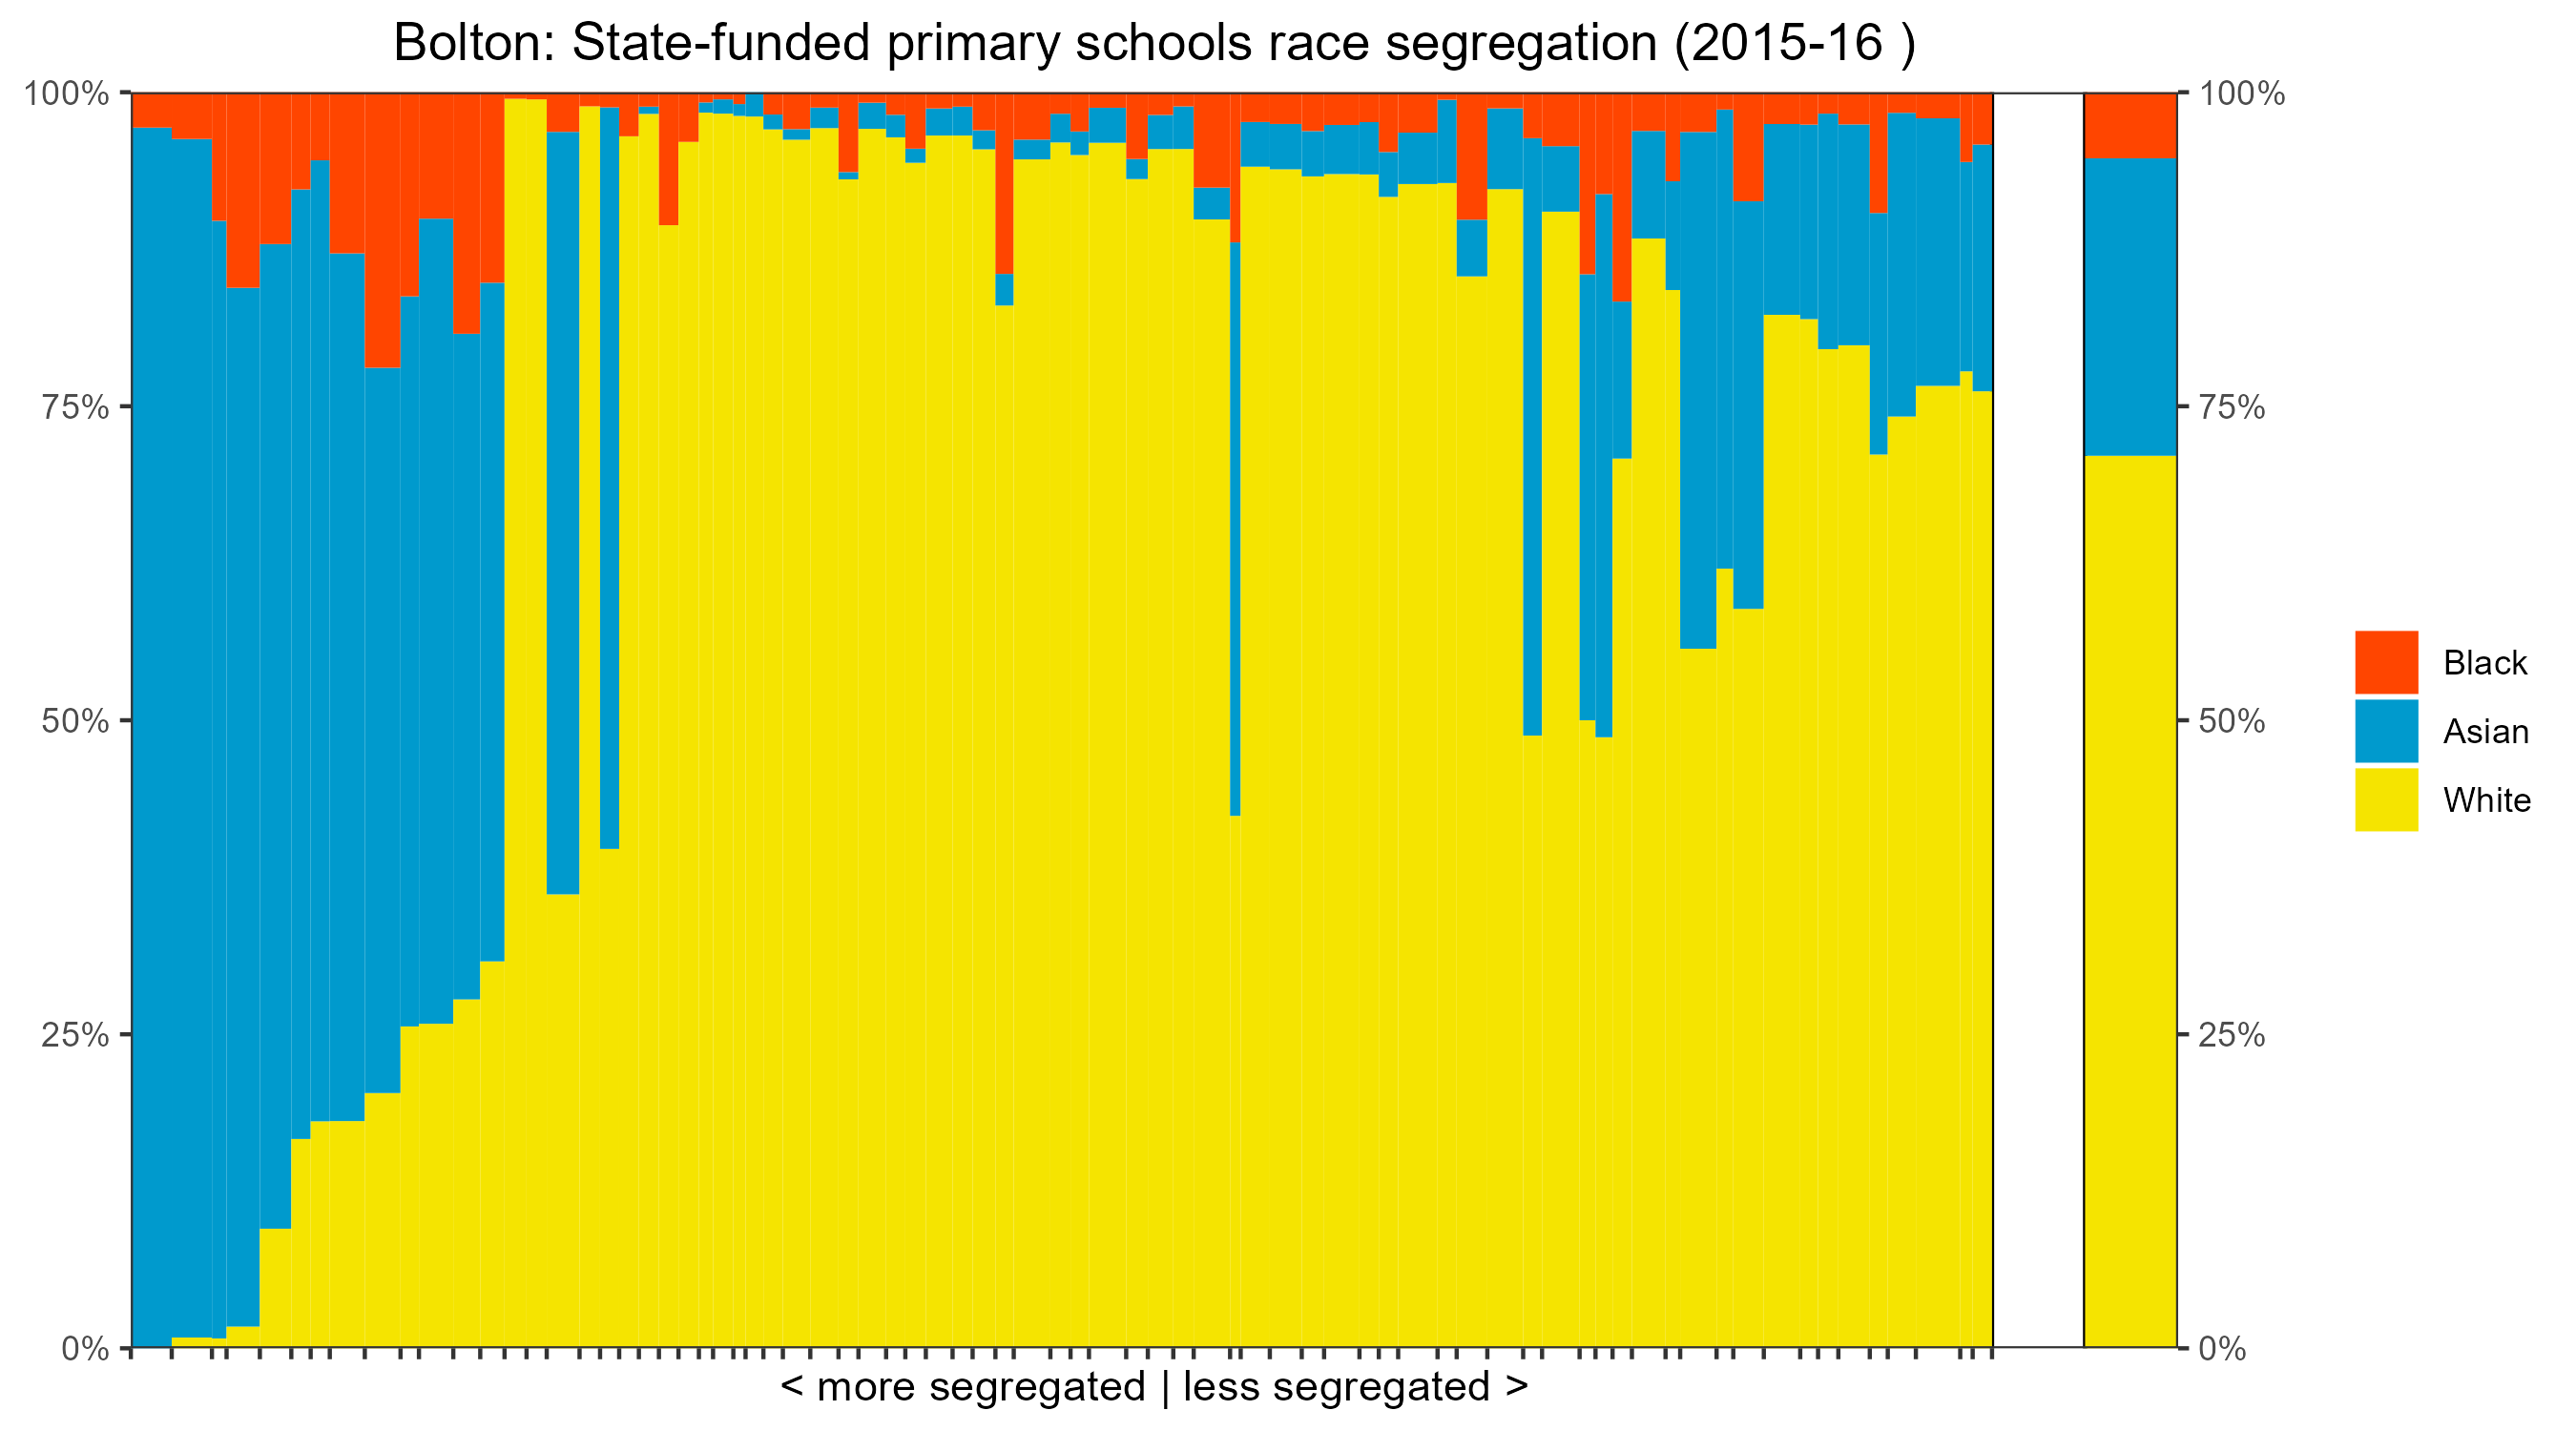 Bolton: State-funded primary schools race segregation (2015-16 )
100%
75%
50%
25%
0%
100%
75%
50%
25%
0%
Black
Asian
White
< more segregated | less segregated >